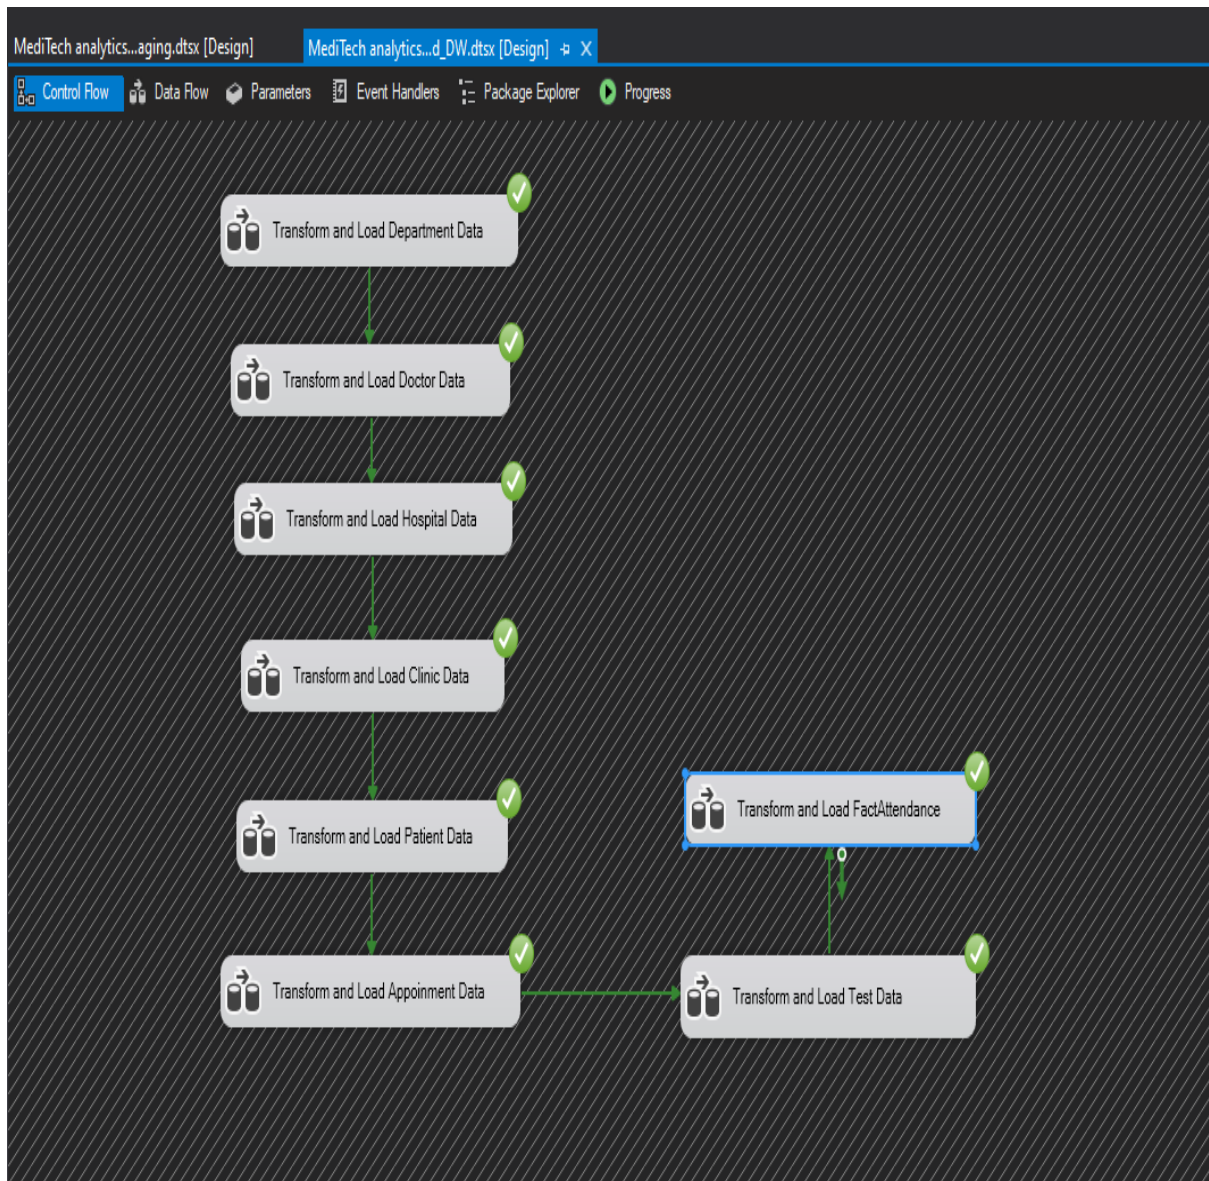 MediTech analytics...aging.dtsx [Design]
MediTech analytics...d_DW.dtsx [Design]
Control Flow
Data Flow
Parameters
Event Handlers
Package Explorer
Progress
Transform and Load Department Data
Transform and Load Doctor Data
Transform and Load Hospital Data
Transform and Load Clinic Data
Transform and Load Patient Data
Transform and Load FactAttendance
Transform and Load Appoinment Data
Transform and Load Test Data